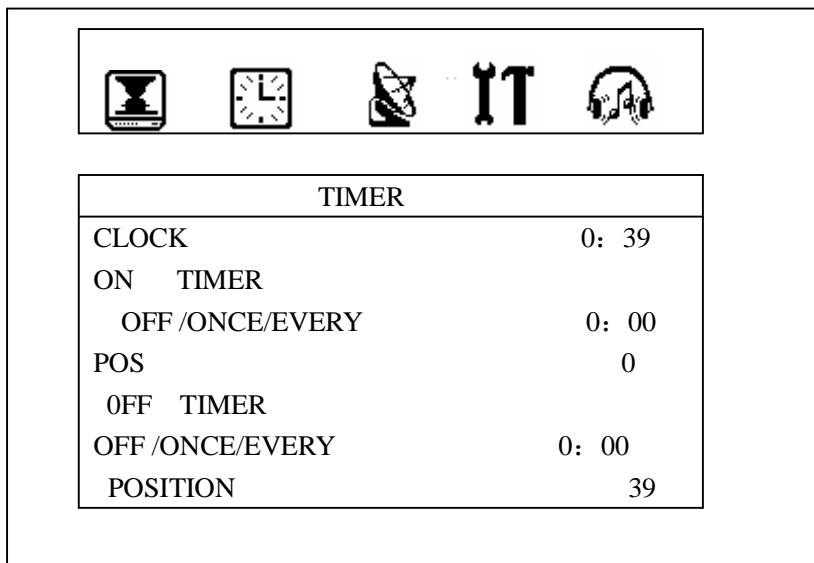 TIMER
CLOCK 0：39
ON TIMER
OFF /ONCE/EVERY 0：00
POS 0
0FF TIMER
OFF /ONCE/EVERY 0：00
POSITION 39